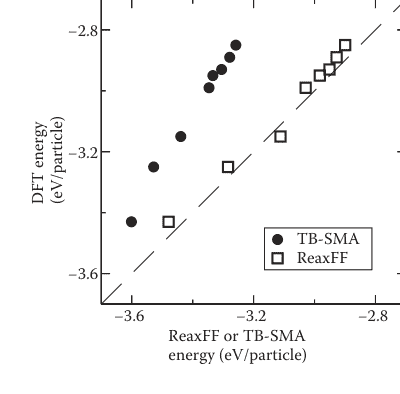 −2.8
−3.2
−3.6
DFT energy
(eV/particle)
TB-SMA
ReaxFF
−3.6
−3.2
−2.8
ReaxFF or TB-SMA
energy (eV/particle)